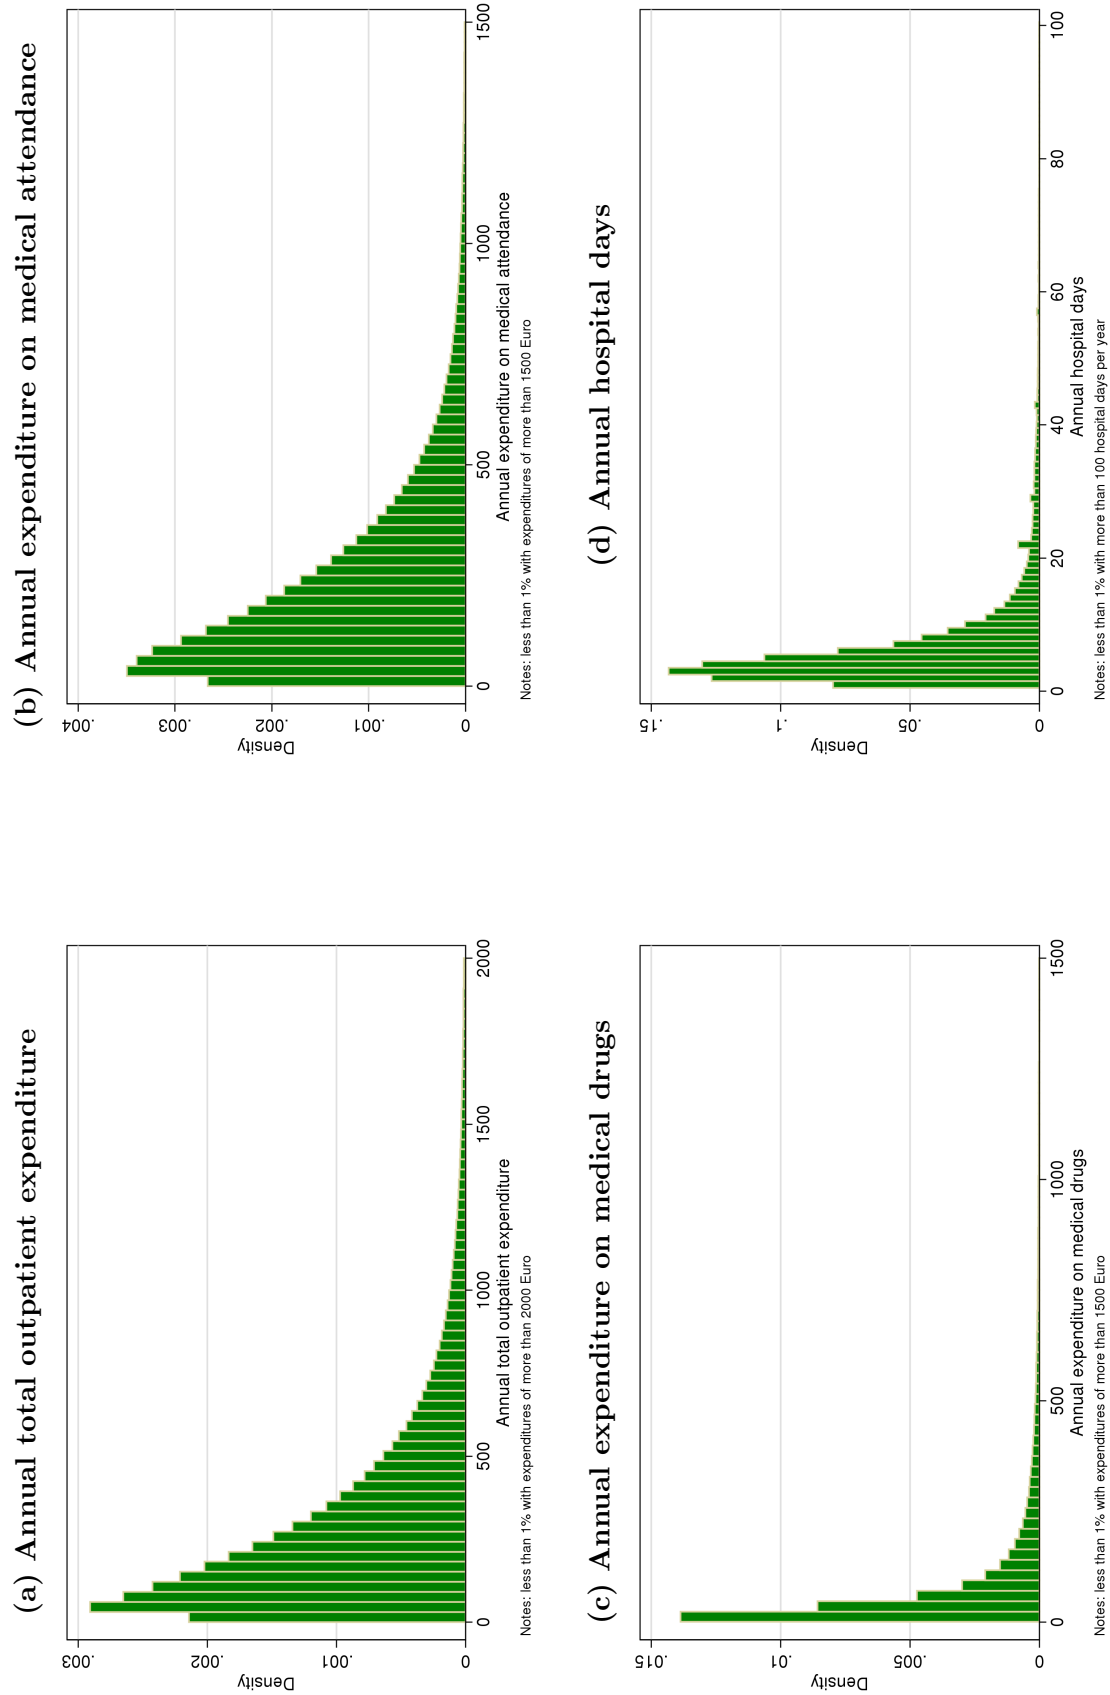 (a) Annual total outpatient expenditure
.003
.002
.001
0
Density
0
500
1000
1500
2000
Annual total outpatient expenditure
Notes: less than 1% with expenditures of more than 2000 Euro
(b) Annual expenditure on medical attendance
.004
.003
.002
.001
0
Density
0
500
1000
1500
Annual expenditure on medical attendance
Notes: less than 1% with expenditures of more than 1500 Euro
(c) Annual expenditure on medical drugs
.015
.01
.005
0
Density
0
500
1000
1500
Annual expenditure on medical drugs
Notes: less than 1% with expenditures of more than 1500 Euro
(d) Annual hospital days
.15
.1
.05
0
Density
0
20
40
60
80
100
Annual hospital days
Notes: less than 1% with more than 100 hospital days per year